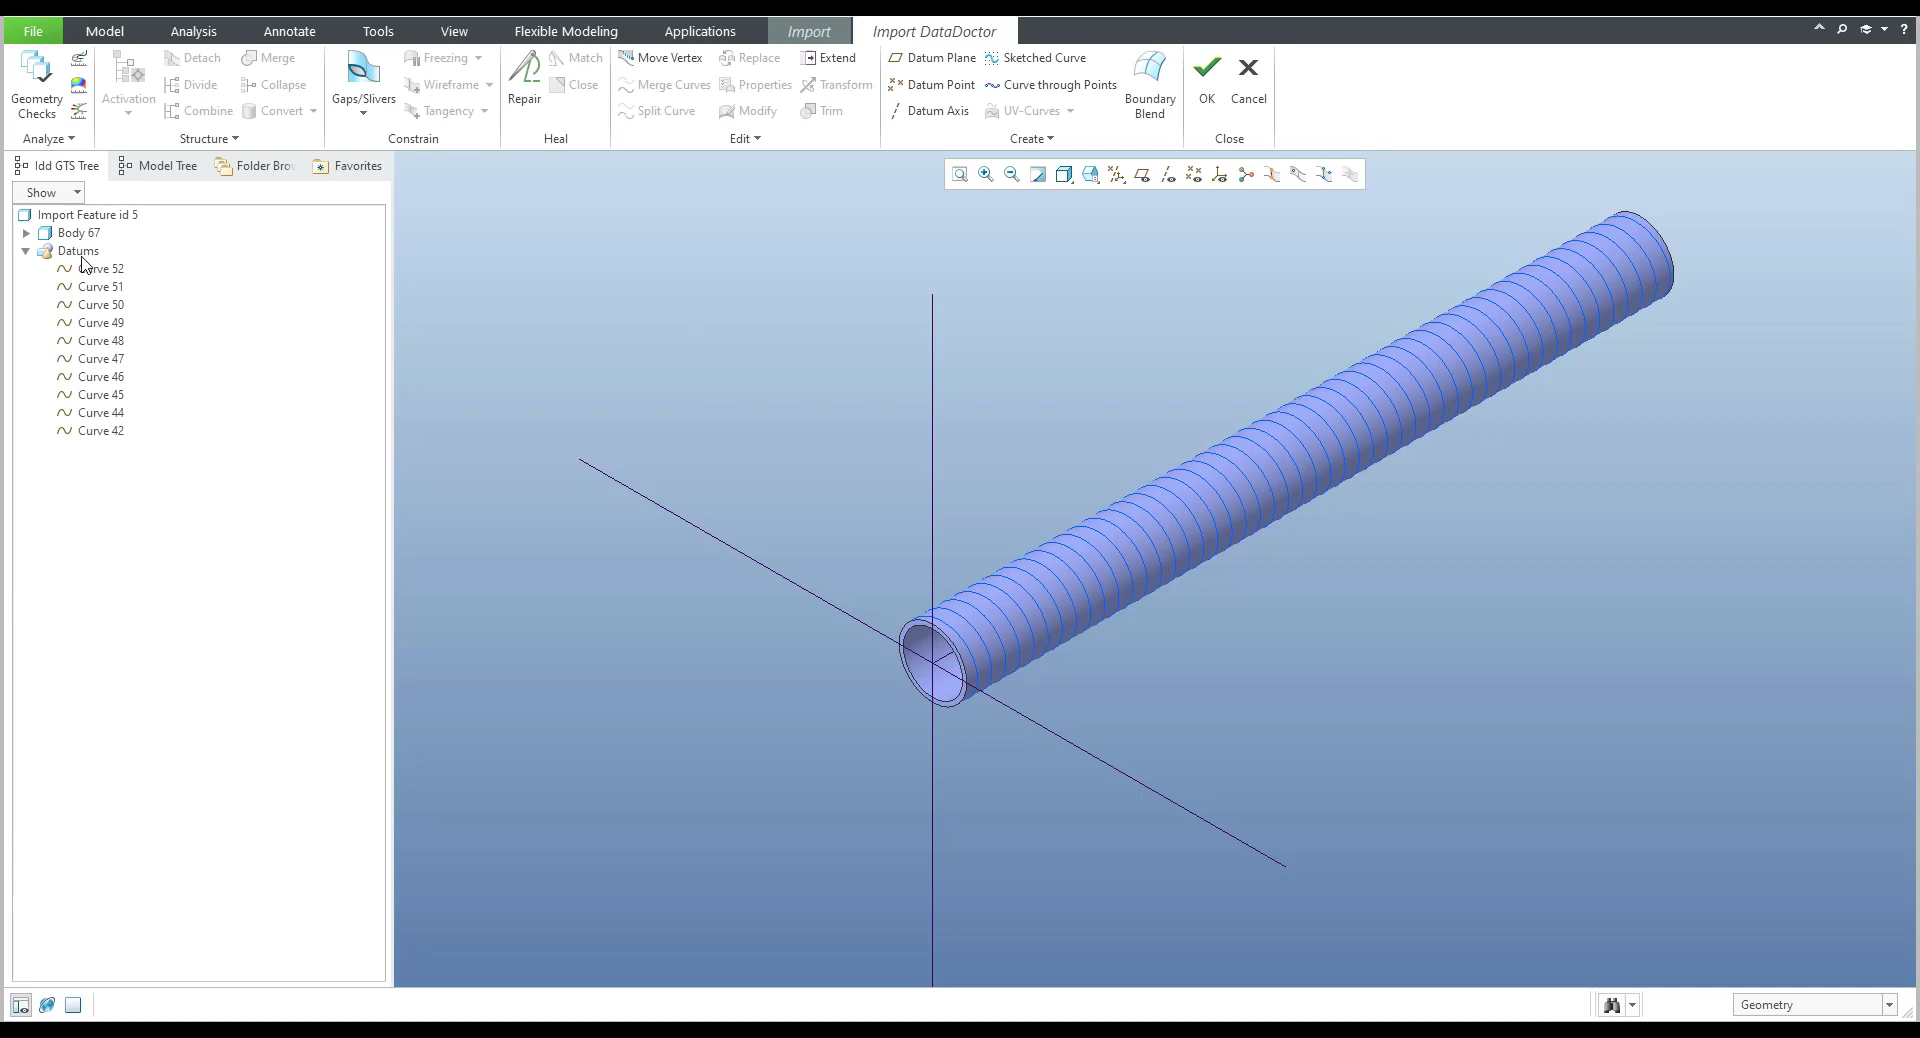 File Model Analysis Annotate Tools View Flexible Modeling Applications Import Import DataDoctor ?
Detach Merge Freezing Match Move Vertex Replace Extend Datum Plane Sketched Curve
Divide Collapse Wireframe Close Merge Curves Properties Transform Datum Point Curve through Points
Geometry Checks Activation Gaps/Slivers Repair Boundary Blend OK Cancel
Combine Convert Tangency Split Curve Modify Trim Datum Axis UV-Curves
Analyze Structure Constrain Heal Edit Create Close
Idd GTS Tree Model Tree Folder Brow Favorites
Show
Import Feature id 5
Body 67
Datums
Curve 52
Curve 51
Curve 50
Curve 49
Curve 48
Curve 47
Curve 46
Curve 45
Curve 44
Curve 42
Geometry